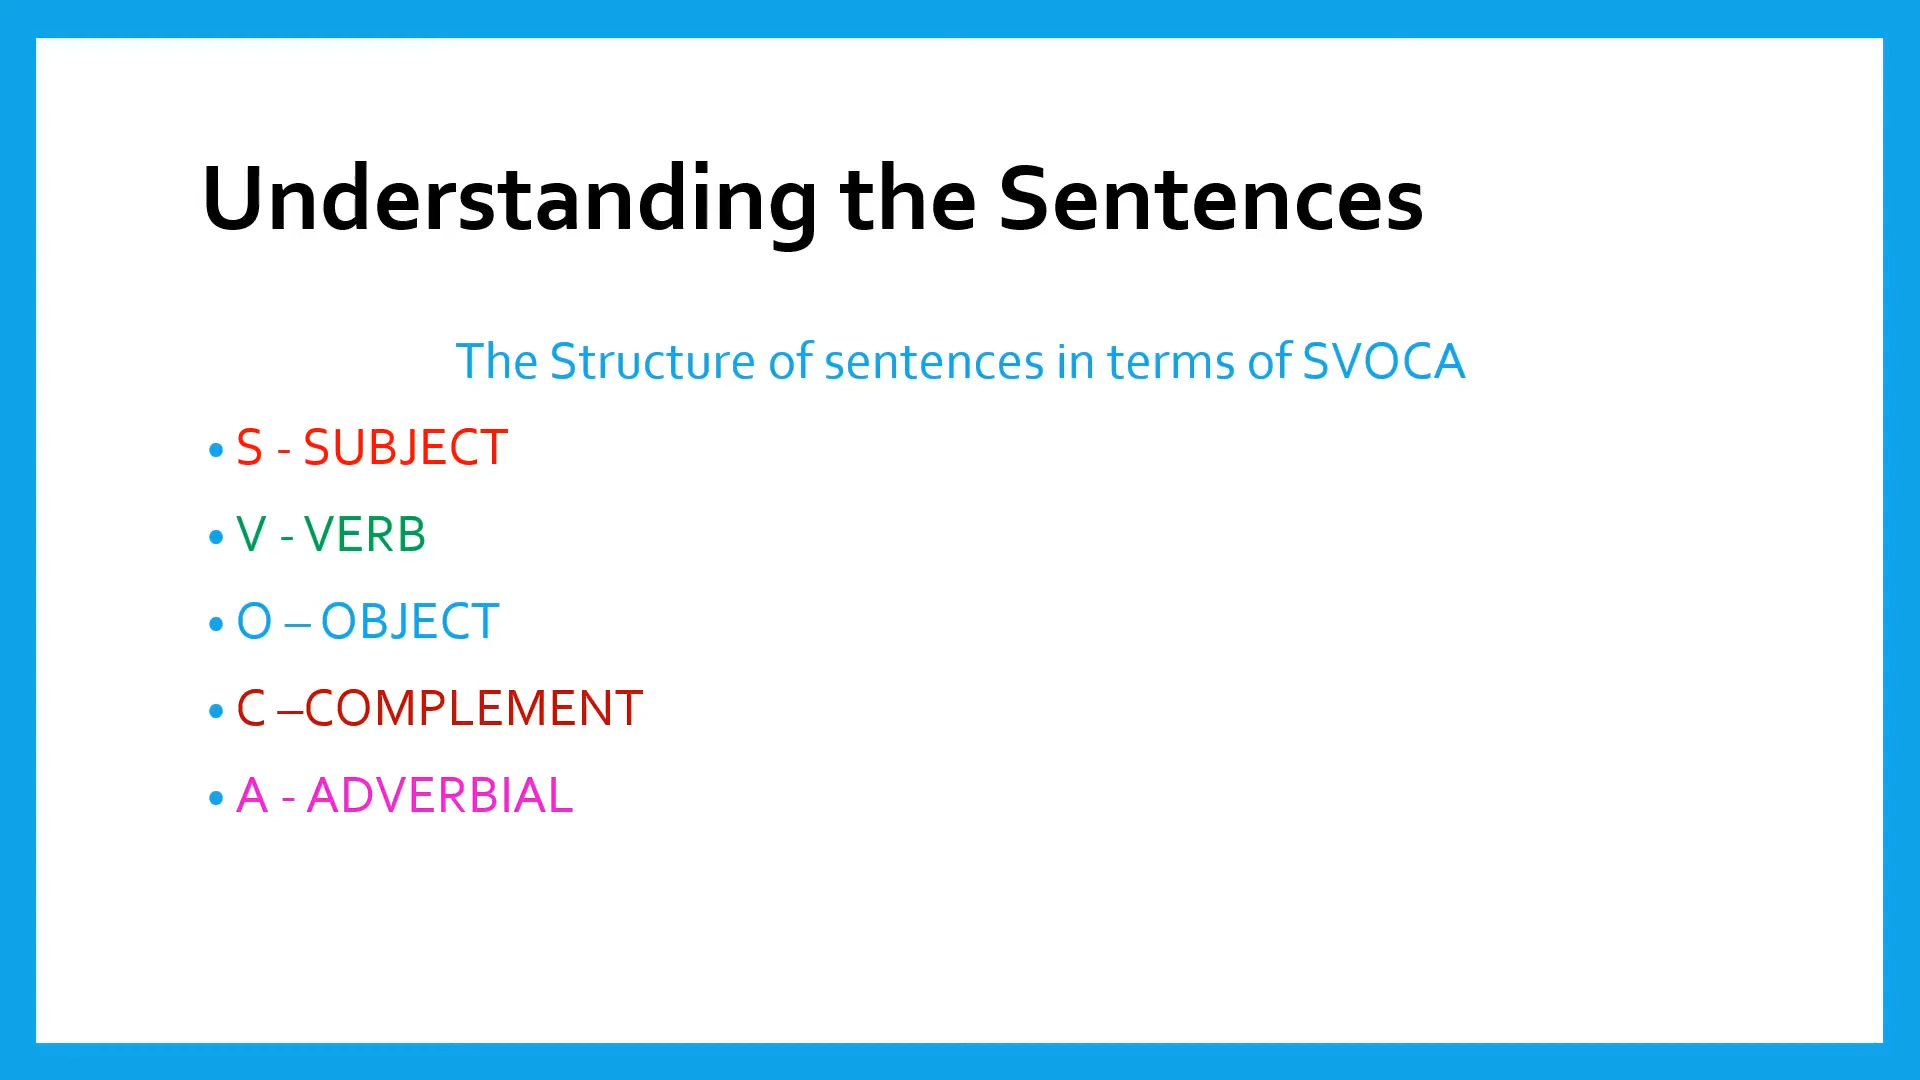 Understanding the Sentences
The Structure of sentences in terms of SVOCA
• S - SUBJECT
• V - VERB
• O – OBJECT
• C –COMPLEMENT
• A - ADVERBIAL